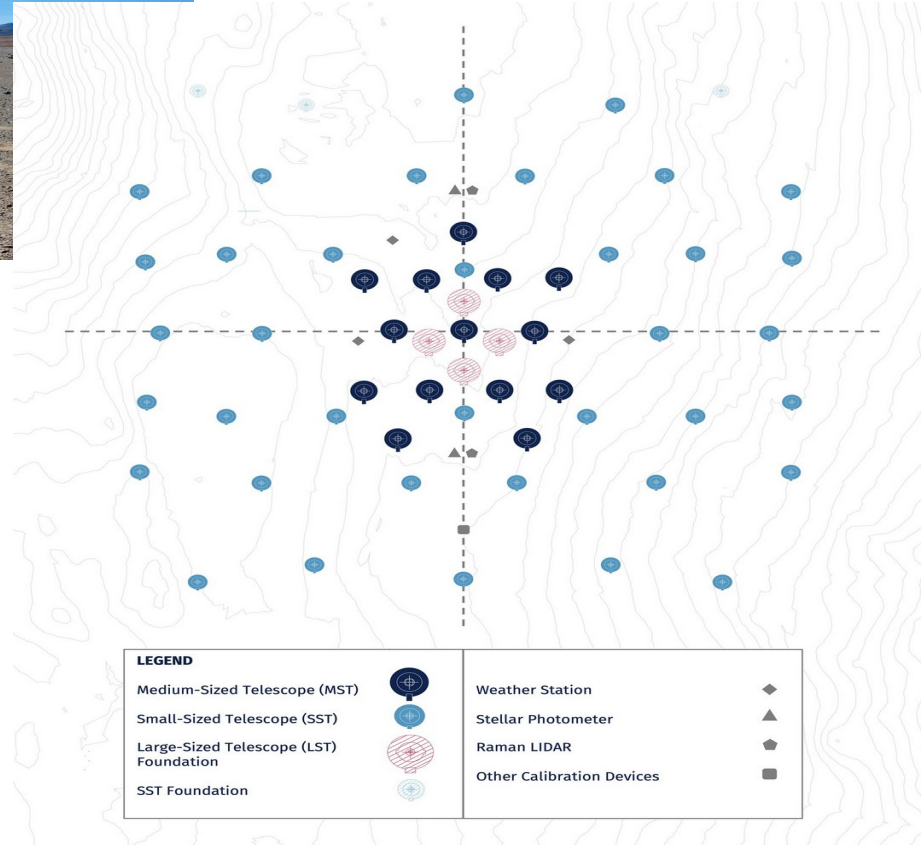 LEGEND
Medium-Sized Telescope (MST)
Small-Sized Telescope (SST)
Large-Sized Telescope (LST)
Foundation
SST Foundation
Weather Station
Stellar Photometer
Raman LIDAR
Other Calibration Devices